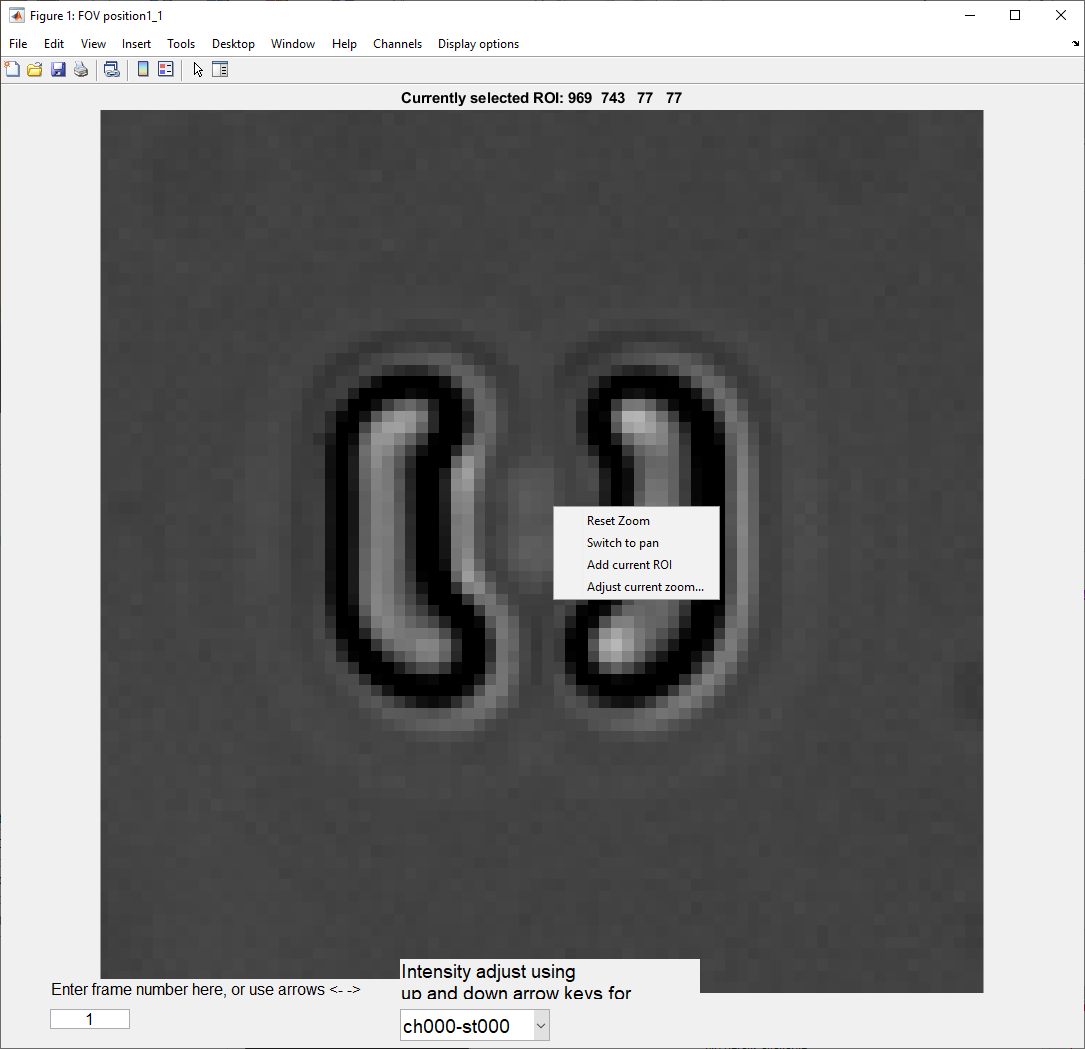 Figure 1: FOV position1_1
File Edit View Insert Tools Desktop Window Help Channels Display options
Currently selected ROI: 969 743 77 77
Reset Zoom
Switch to pan
Add current ROI
Adjust current zoom...
Intensity adjust using
up and down arrow keys for
Enter frame number here, or use arrows <- ->
1
ch000-st000